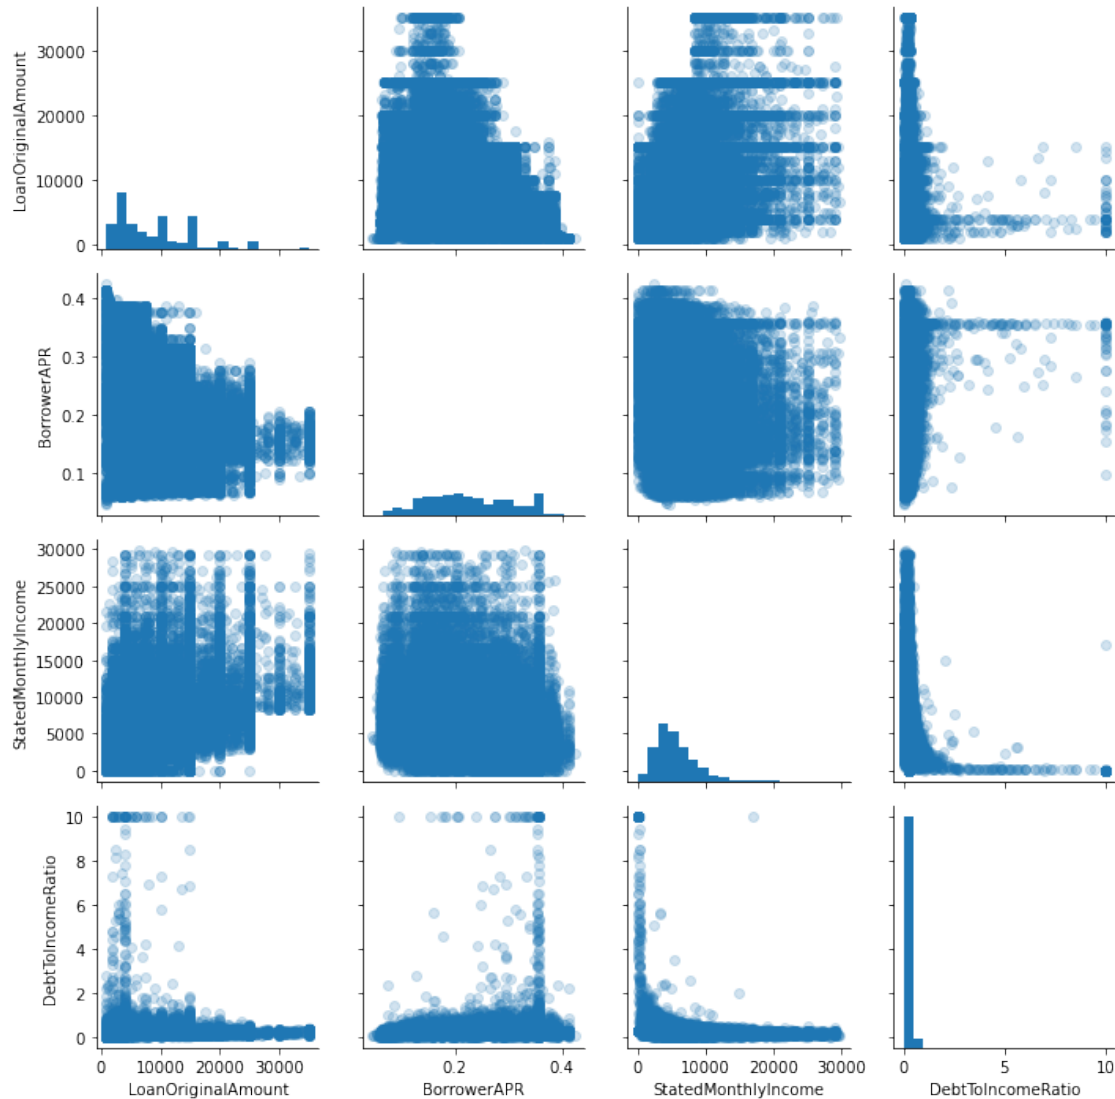 LoanOriginalAmount
30000
20000
10000
0
BorrowerAPR
0.4
0.3
0.2
0.1
StatedMonthlyIncome
30000
25000
20000
15000
10000
5000
0
DebtToIncomeRatio
10
8
6
4
2
0
0 10000 20000 30000
0.2 0.4
0 10000 20000 30000
0 5 10
LoanOriginalAmount BorrowerAPR StatedMonthlyIncome DebtToIncomeRatio